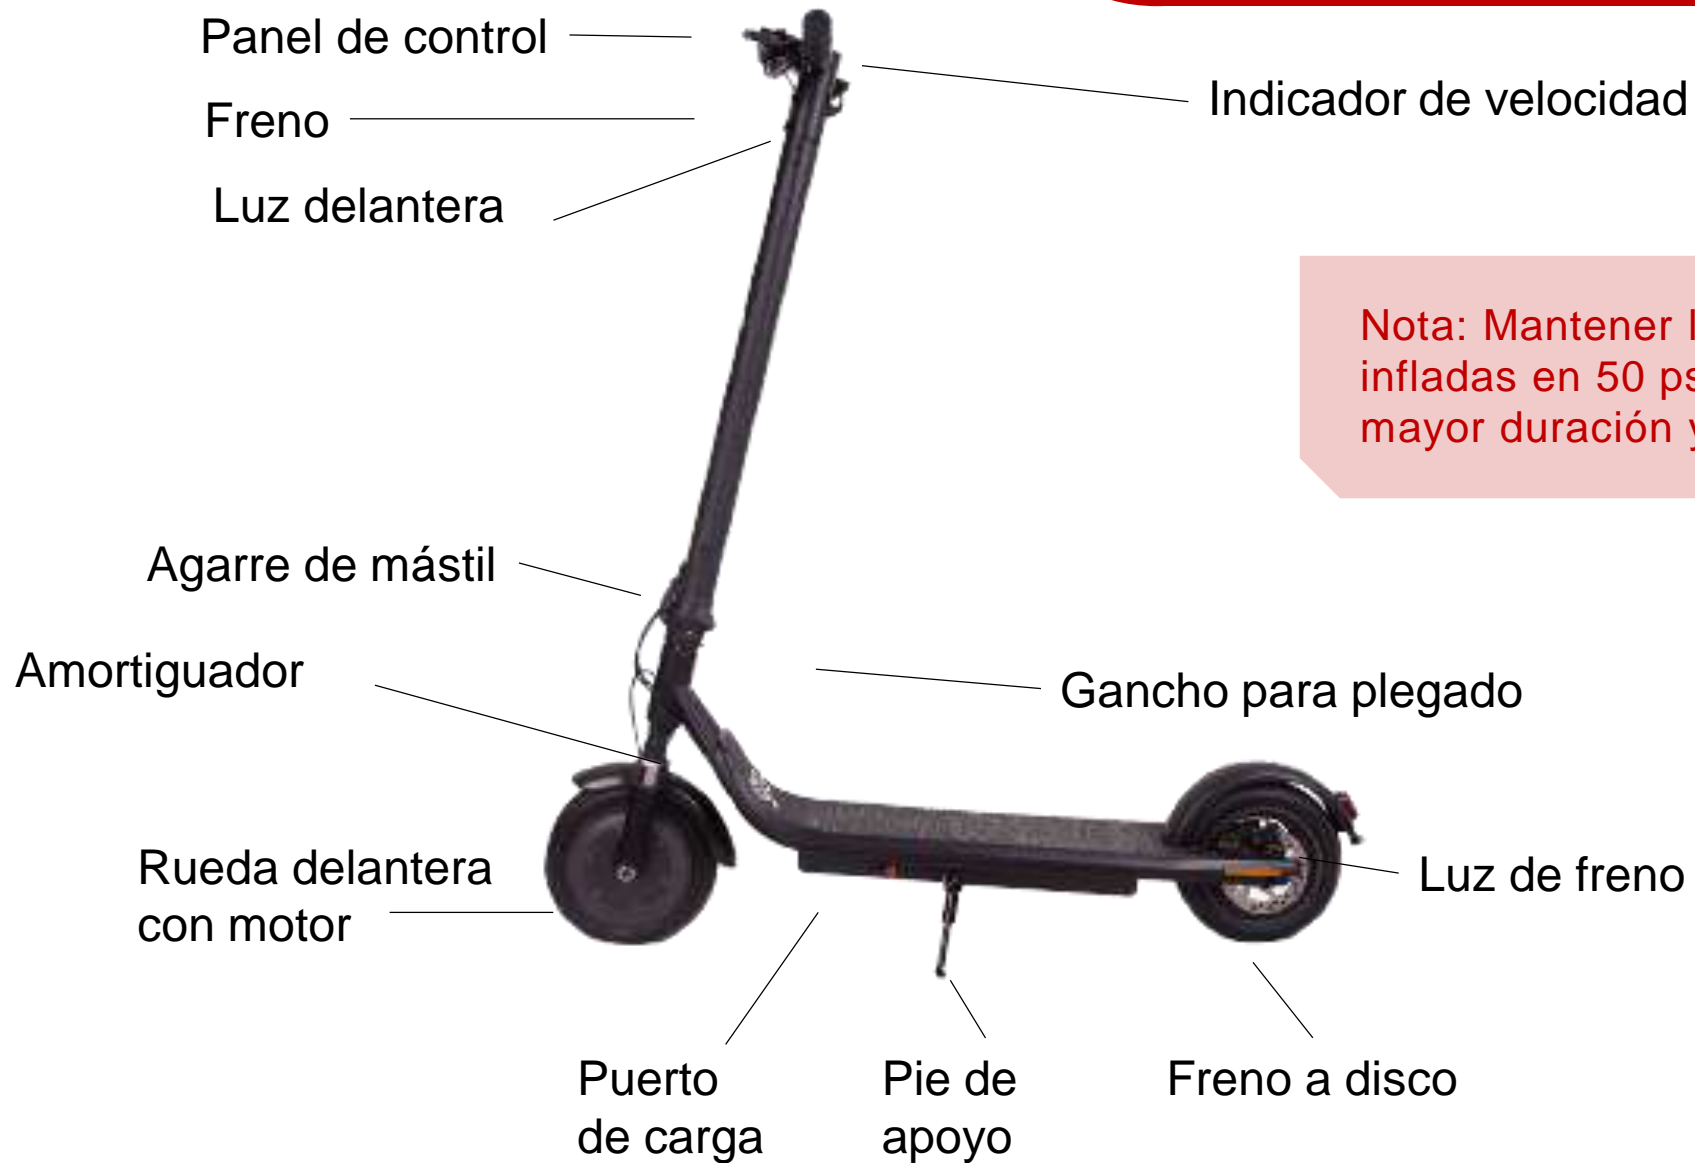 Panel de control
Indicador de velocidad
Freno
Luz delantera
Nota: Mantener
infladas en 50
mayor duración y
Agarre de mástil
Amortiguador
Gancho para plegado
Rueda delantera
con motor
Luz de freno
Puerto
de carga
Pie de
apoyo
Freno a disco